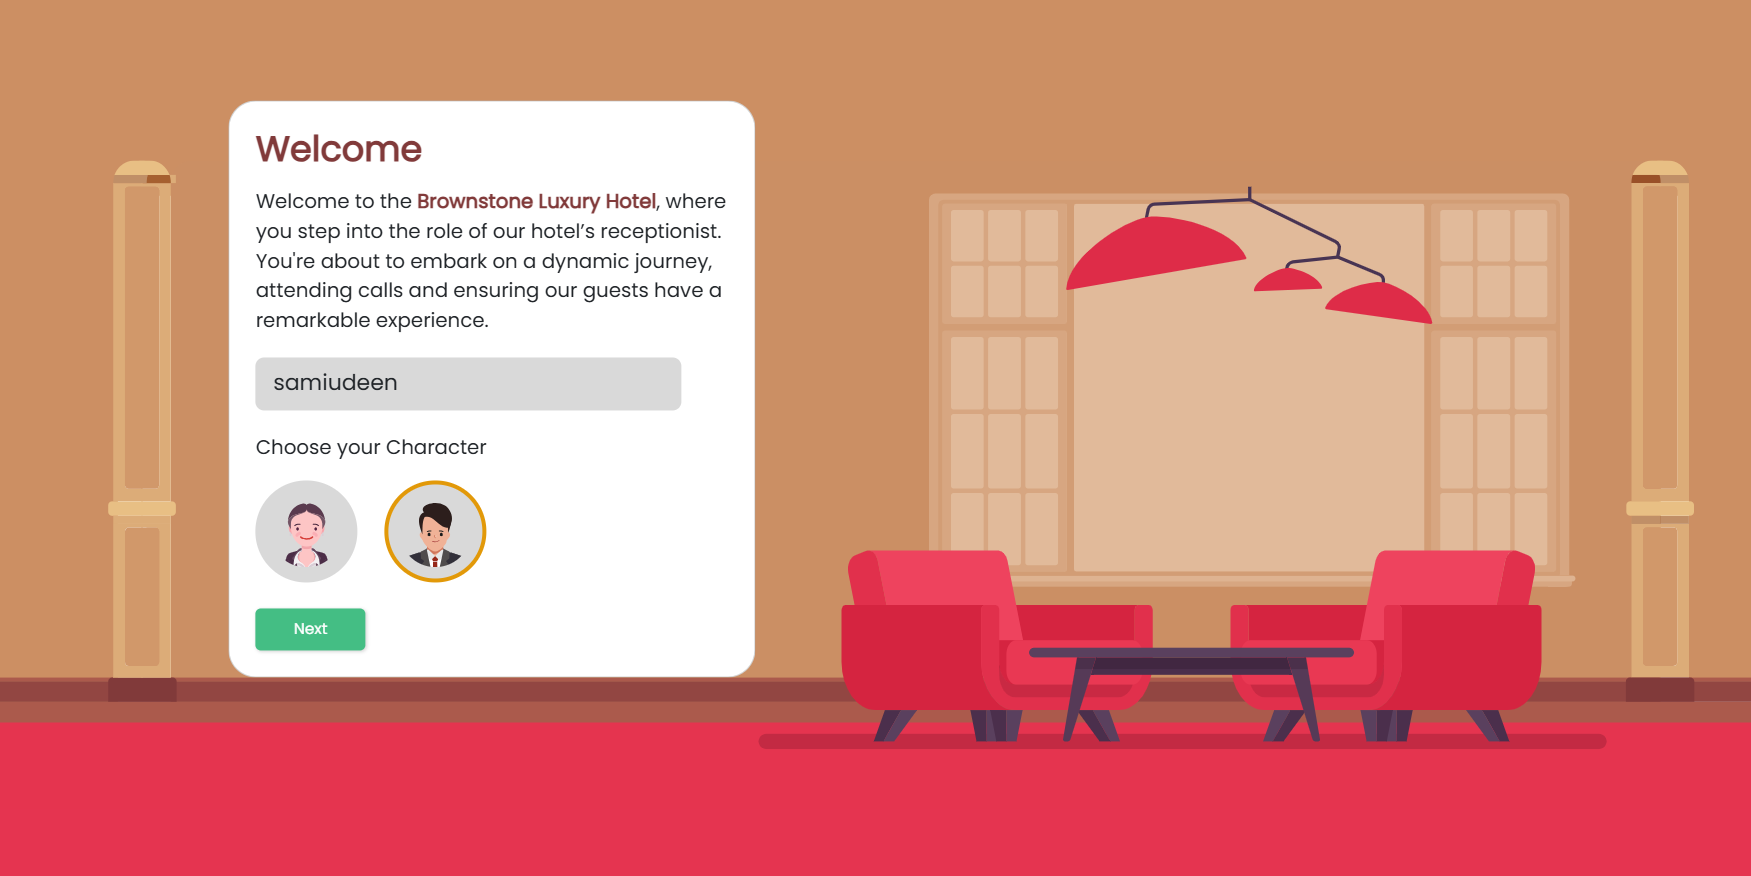 Welcome
Welcome to the Brownstone Luxury Hotel, where
you step into the role of our hotel’s receptionist.
You're about to embark on a dynamic journey,
attending calls and ensuring our guests have a
remarkable experience.
samiudeen
Choose your Character
Next